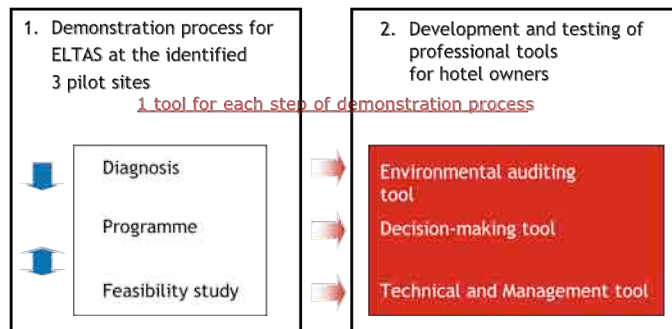 1. Demonstration process for
ELTAS at the identified
3 pilot sites
2. Development and testing of
professional tools
for hotel owners
1 tool for each step of demonstration process
Diagnosis
Environmental auditing
tool
Programme
Decision-making tool
Feasibility study
Technical and Management tool